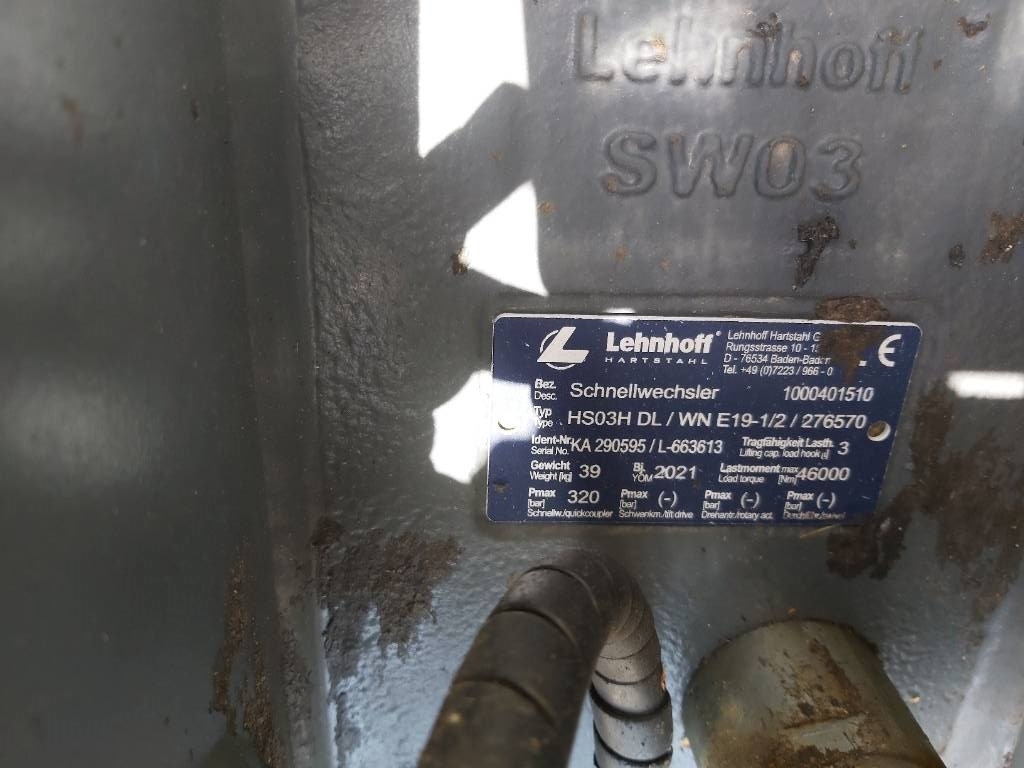 Lehnhoff
SW03
Lehnhoff®
HARTSTAHL
Lehnhoff Hartstahl
Rungsstrasse 10 -
D - 76534 Baden-Baden
Tel. +49 (0)7223 / 966 - 0
CE
Bez. Schnellwechsler 1000401510
Desc.
Typ HS03H DL / WN E19-1/2 / 276570
Type
Ident-Nr. KA 290595 / L-663613 Tragfähigkeit Lasth. 3
Serial No. Lifting cap. load hook [t]
Gewicht 39 Bj. 2021 Lastmoment max 46000
Weight [kg] YOM Load torque [Nm]
Pmax 320 Pmax (-) Pmax (-) Pmax (-)
[bar] [bar] [bar] [bar]
Schnellw./quickcoupler Schwenkm./tilt drive Drehantr./rotary act.